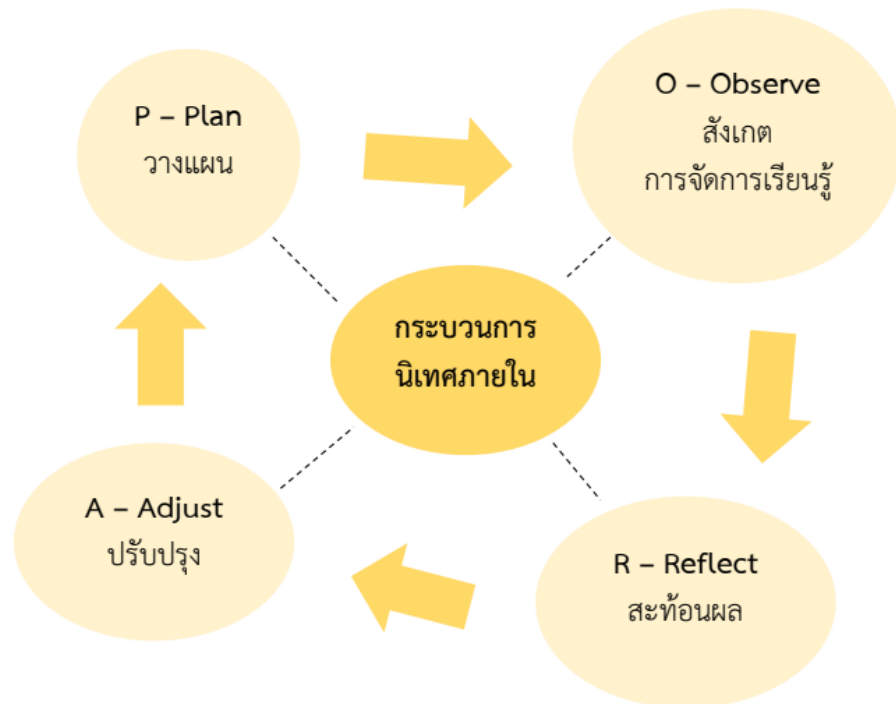 P – Plan
วางแผน
O – Observe
สังเกต
การจัดการเรียนรู้
กระบวนการ
นิเทศภายใน
A – Adjust
ปรับปรุง
R – Reflect
สะท้อนผล